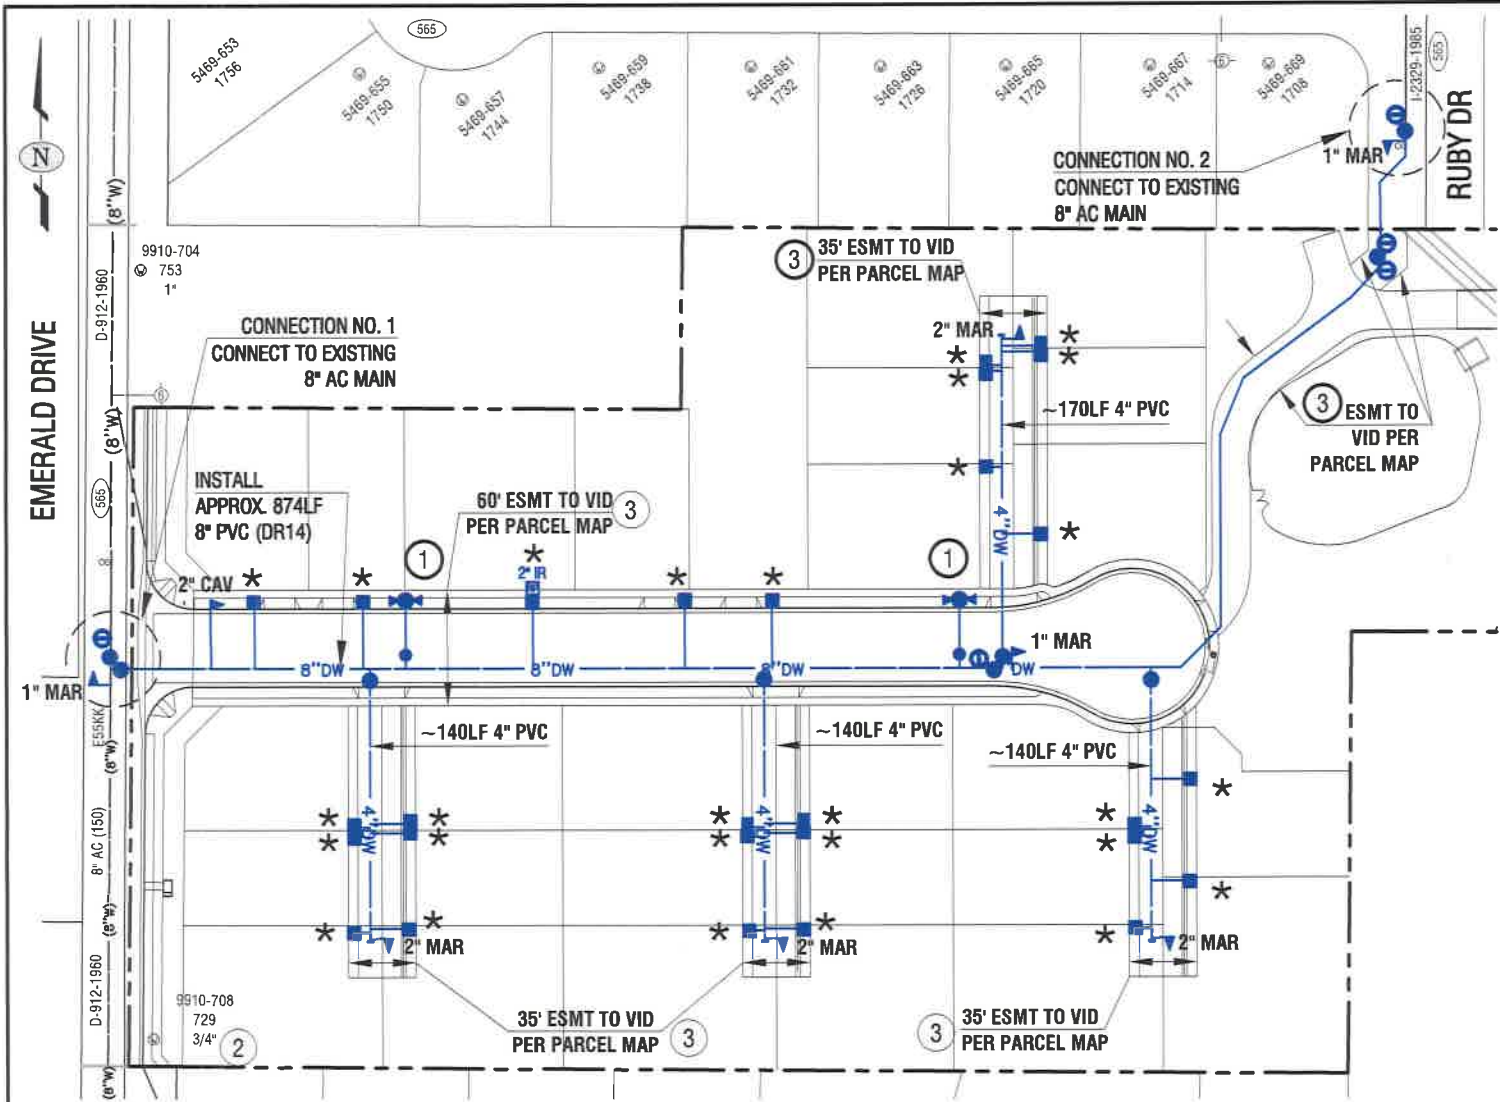 565
5469-653
1756
5469-655
1750
5469-657
1744
5469-659
1738
5469-661
1732
5469-663
1726
5469-665
1720
5469-667
1714
6
5469-669
1708
I-2329-1985
565
RUBY DR
N
CONNECTION NO. 2
CONNECT TO EXISTING
8" AC MAIN
1" MAR
(8"W)
9910-704
753
1"
D-912-1960
EMERALD DRIVE
CONNECTION NO. 1
CONNECT TO EXISTING
8" AC MAIN
3
35' ESMT TO VID
PER PARCEL MAP
2" MAR
*
*
*
*
~170LF 4" PVC
*
4"DW
*
3
ESMT TO
VID PER
PARCEL MAP
6
(8"W)
565
8
INSTALL
APPROX. 874LF
8" PVC (DR14)
60' ESMT TO VID
PER PARCEL MAP
3
1
1
2" CAV
*
*
*
2" IR
*
*
1" MAR
8"DW
8"DW
8"DW
DW
1" MAR
E55KK
(8"W)
~140LF 4" PVC
~140LF 4" PVC
~140LF 4" PVC
8" AC (150)
*
*
*
*
4"DW
*
*
*
*
4"DW
*
*
*
*
4"DW
(8"W)
*
*
2" MAR
*
*
2" MAR
*
2" MAR
D-912-1960
9910-708
729
3/4"
2
35' ESMT TO VID
PER PARCEL MAP
3
3
35' ESMT TO VID
PER PARCEL MAP
(8"W)